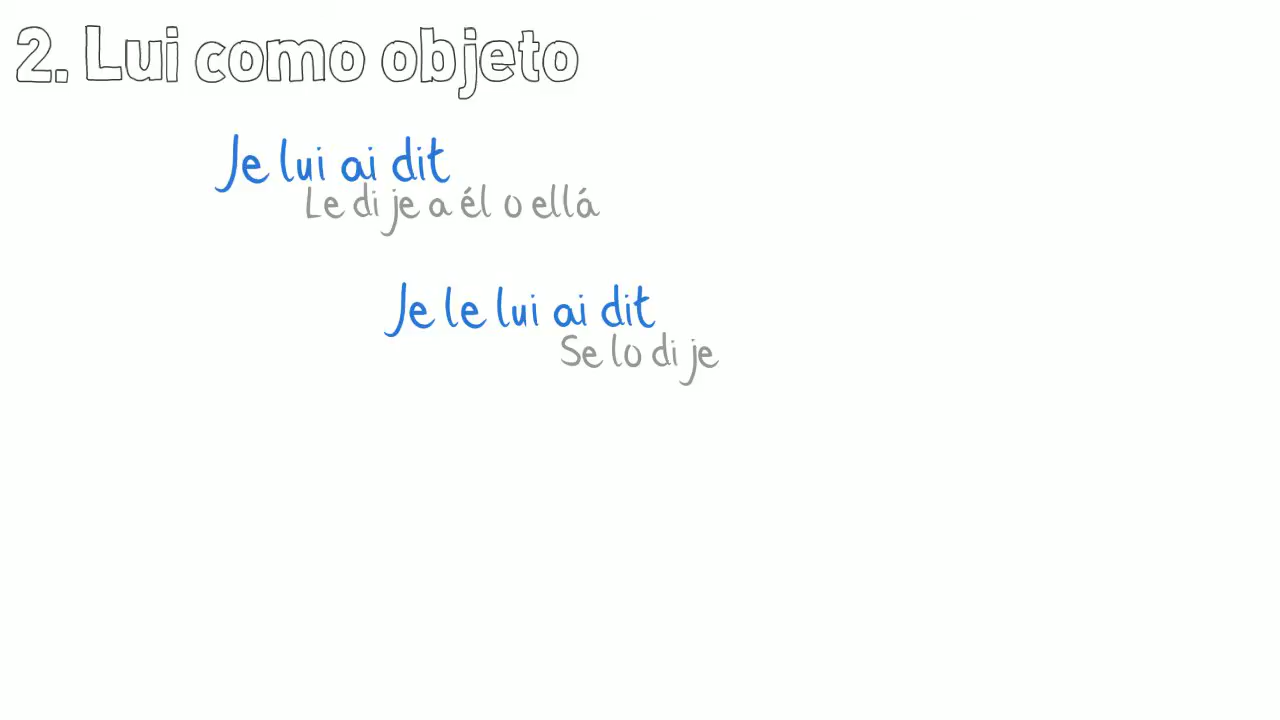 2. Lui como objeto
Je lui ai dit
Le dije a él o ellá
Je le lui ai dit
Se lo dije